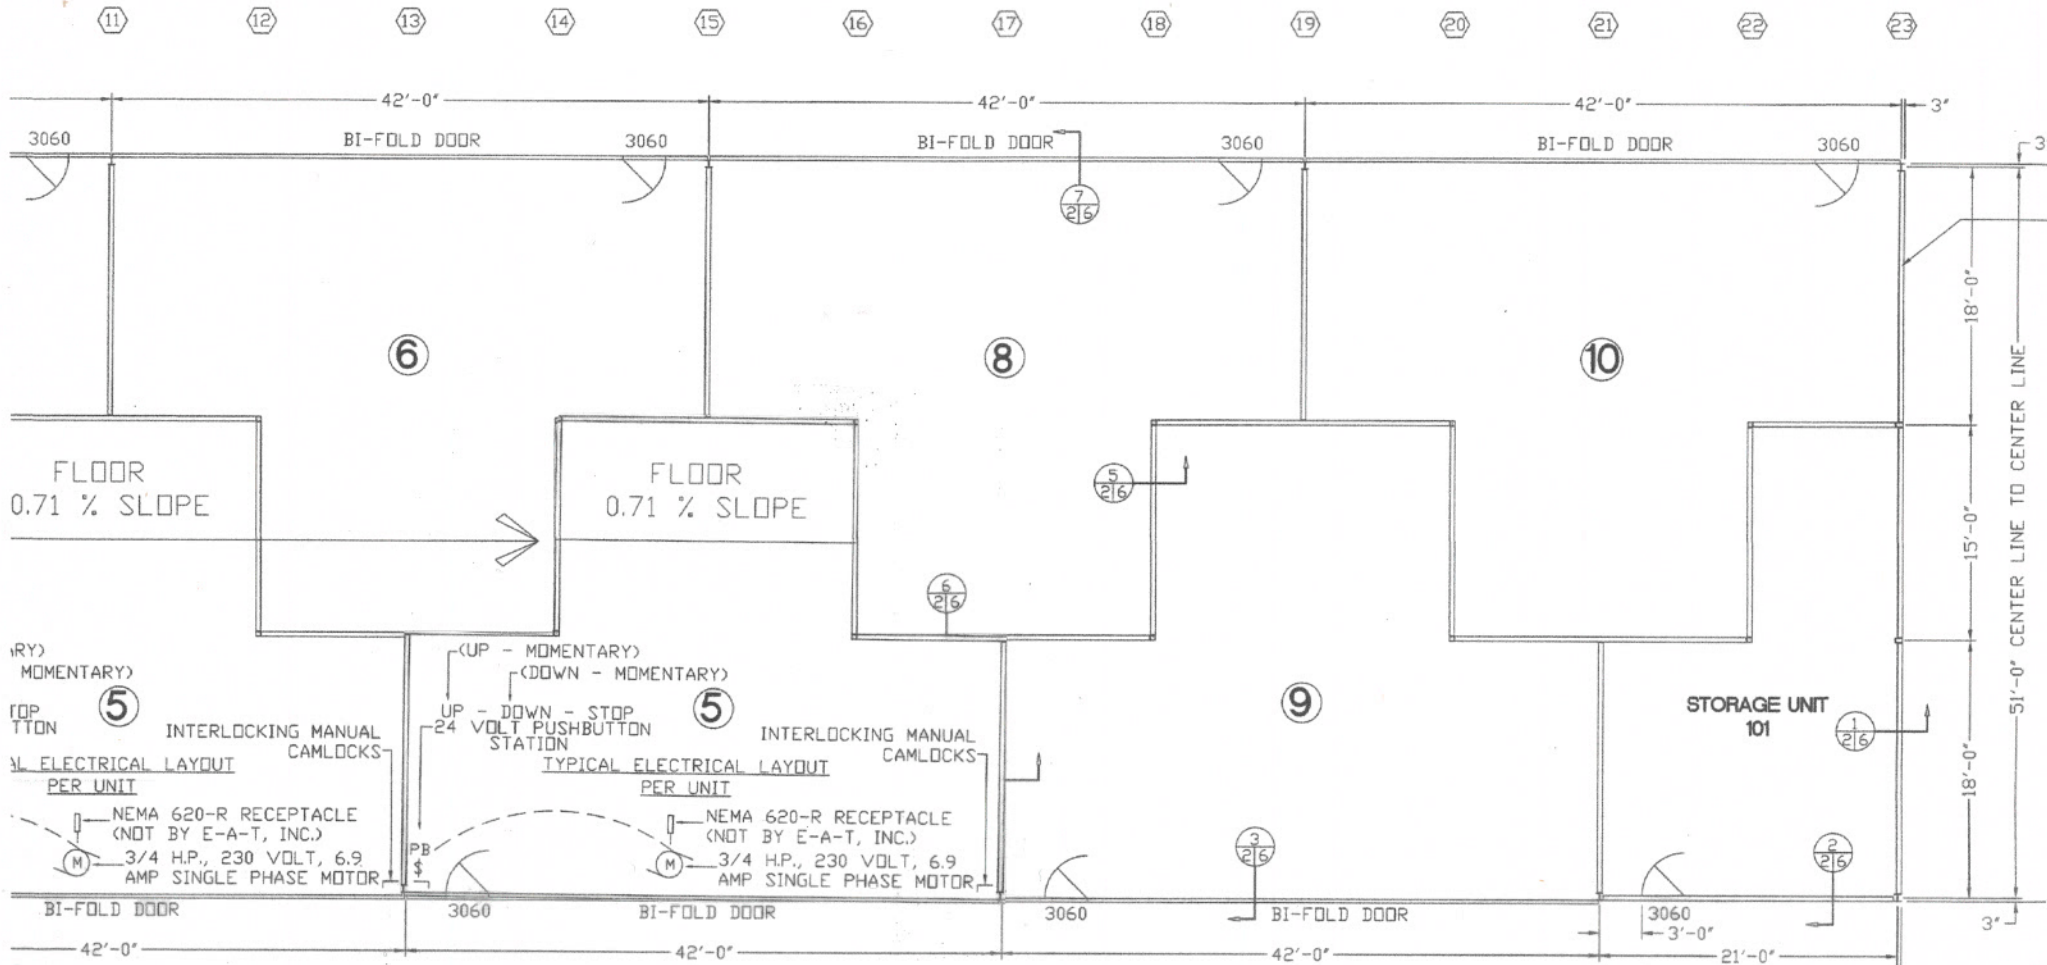 11 12 13 14 15 16 17 18 19 20 21 22 23
42'-0" 42'-0" 42'-0" 3"
3060 BI-FOLD DOOR 3060 BI-FOLD DOOR 3060 BI-FOLD DOOR 3060
3
7
2 6
18'-0"
6 8 10
51'-0" CENTER LINE TO CENTER LINE
FLOOR
0.71 % SLOPE
FLOOR
0.71 % SLOPE
5
2 6
15'-0"
6
2 6
RY)
MOMENTARY)
5
TOP
TTON
INTERLOCKING MANUAL
CAMLOCKS
AL ELECTRICAL LAYOUT
PER UNIT
NEMA 620-R RECEPTACLE
(NOT BY E-A-T, INC.)
M
3/4 H.P., 230 VOLT, 6.9
AMP SINGLE PHASE MOTOR
(UP - MOMENTARY)
(DOWN - MOMENTARY)
5
UP - DOWN - STOP
24 VOLT PUSHBUTTON
STATION
INTERLOCKING MANUAL
CAMLOCKS
TYPICAL ELECTRICAL LAYOUT
PER UNIT
NEMA 620-R RECEPTACLE
(NOT BY E-A-T, INC.)
PB
$
M
3/4 H.P., 230 VOLT, 6.9
AMP SINGLE PHASE MOTOR
9
STORAGE UNIT
101
1
2 6
18'-0"
3
2 6
2
2 6
BI-FOLD DOOR 3060 BI-FOLD DOOR 3060 BI-FOLD DOOR 3060
3"
3'-0"
42'-0" 42'-0" 42'-0" 21'-0"